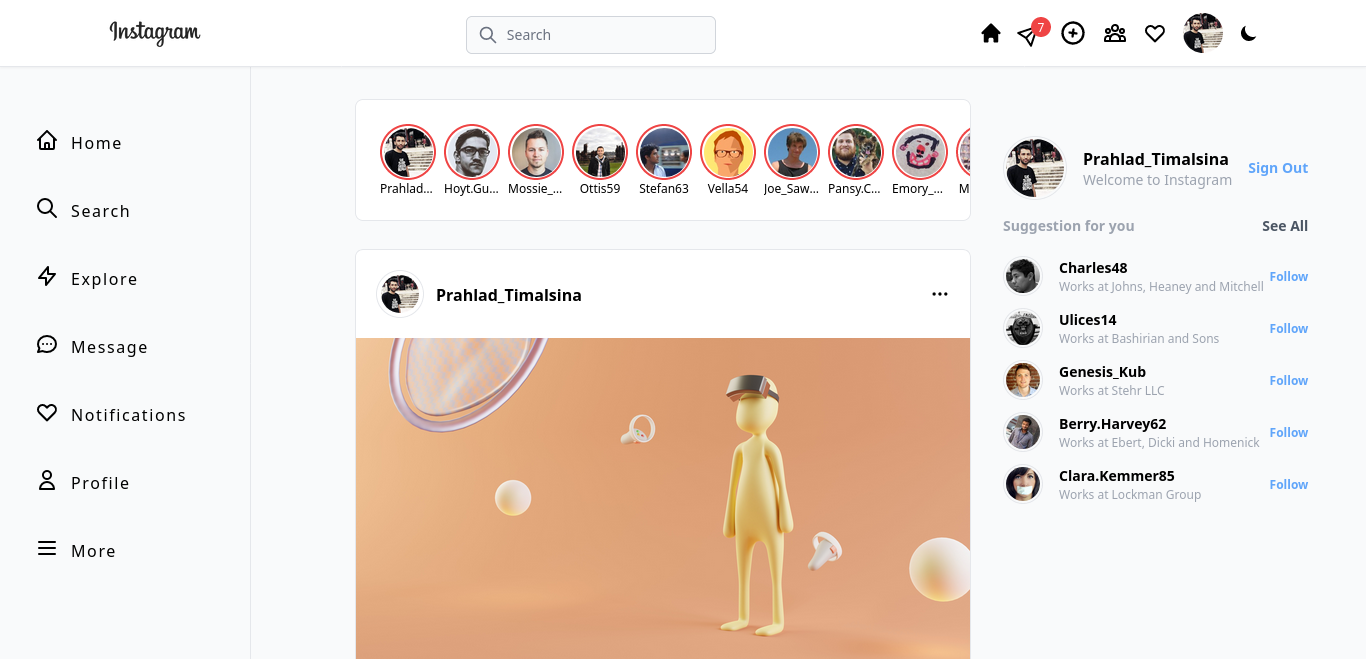 Instagram
Search
7
Home
Search
Explore
Message
Notifications
Profile
More
Prahlad... Hoyt.Gu... Mossie_... Ottis59 Stefan63 Vella54 Joe_Saw... Pansy.C... Emory_... M
Prahlad_Timalsina
Prahlad_Timalsina
Welcome to Instagram
Sign Out
Suggestion for you See All
Charles48
Works at Johns, Heaney and Mitchell
Follow
Ulices14
Works at Bashirian and Sons
Follow
Genesis_Kub
Works at Stehr LLC
Follow
Berry.Harvey62
Works at Ebert, Dicki and Homenick
Follow
Clara.Kemmer85
Works at Lockman Group
Follow